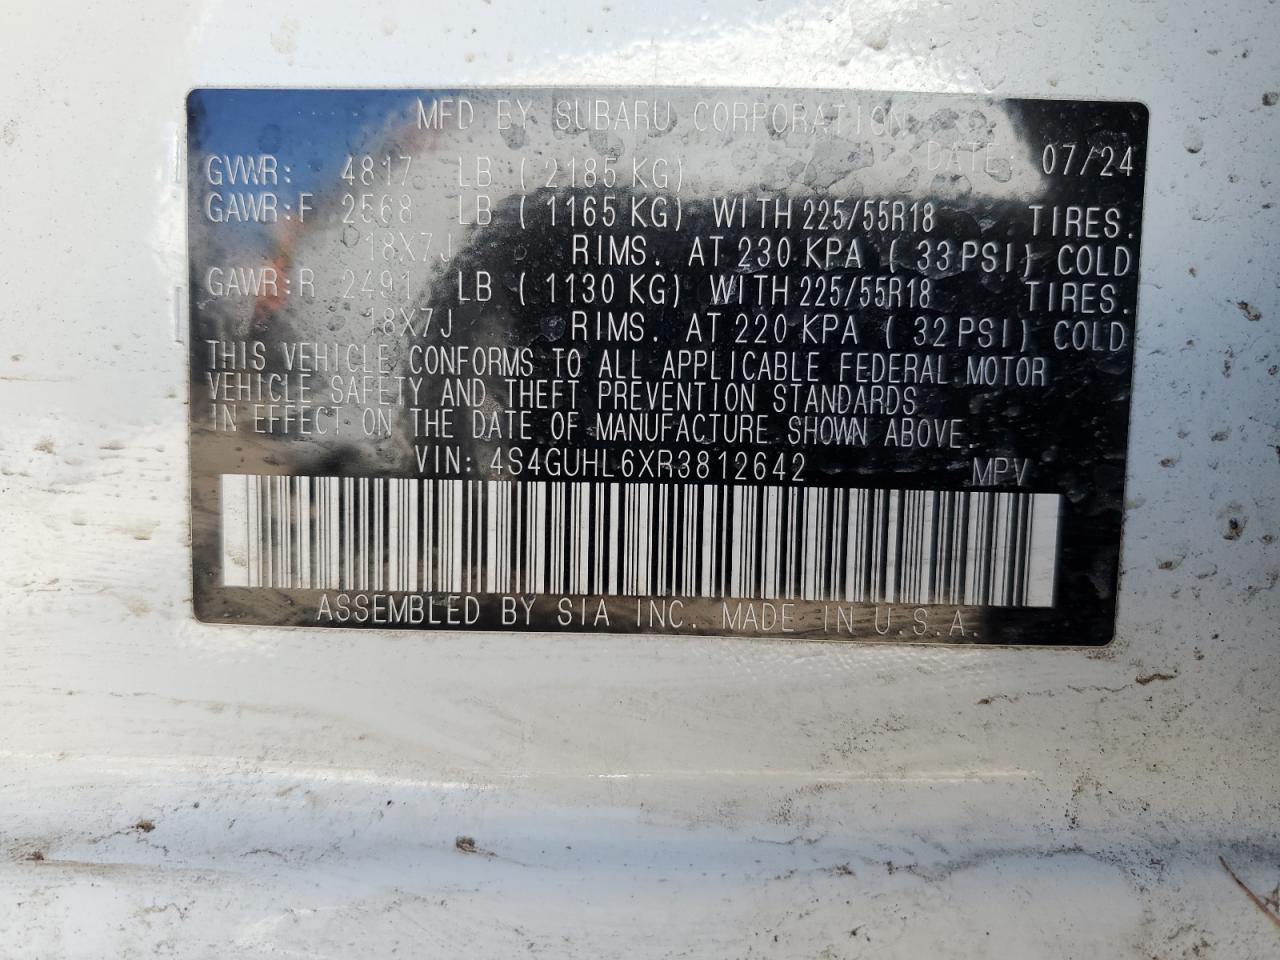 MFD BY SUBARU CORPORATION
DATE: 07/24
GVWR: 4817 LB ( 2185 KG)
GAWR:F 2568 LB ( 1165 KG) WITH 225/55R18 TIRES.
18X7J RIMS. AT 230 KPA ( 33 PSI) COLD
GAWR:R 2491 LB ( 1130 KG) WITH 225/55R18 TIRES.
18X7J RIMS. AT 220 KPA ( 32 PSI) COLD
THIS VEHICLE CONFORMS TO ALL APPLICABLE FEDERAL MOTOR
VEHICLE SAFETY AND THEFT PREVENTION STANDARDS
IN EFFECT ON THE DATE OF MANUFACTURE SHOWN ABOVE.
VIN: 4S4GUHL6XR3812642 MPV
ASSEMBLED BY SIA INC. MADE IN U.S.A.